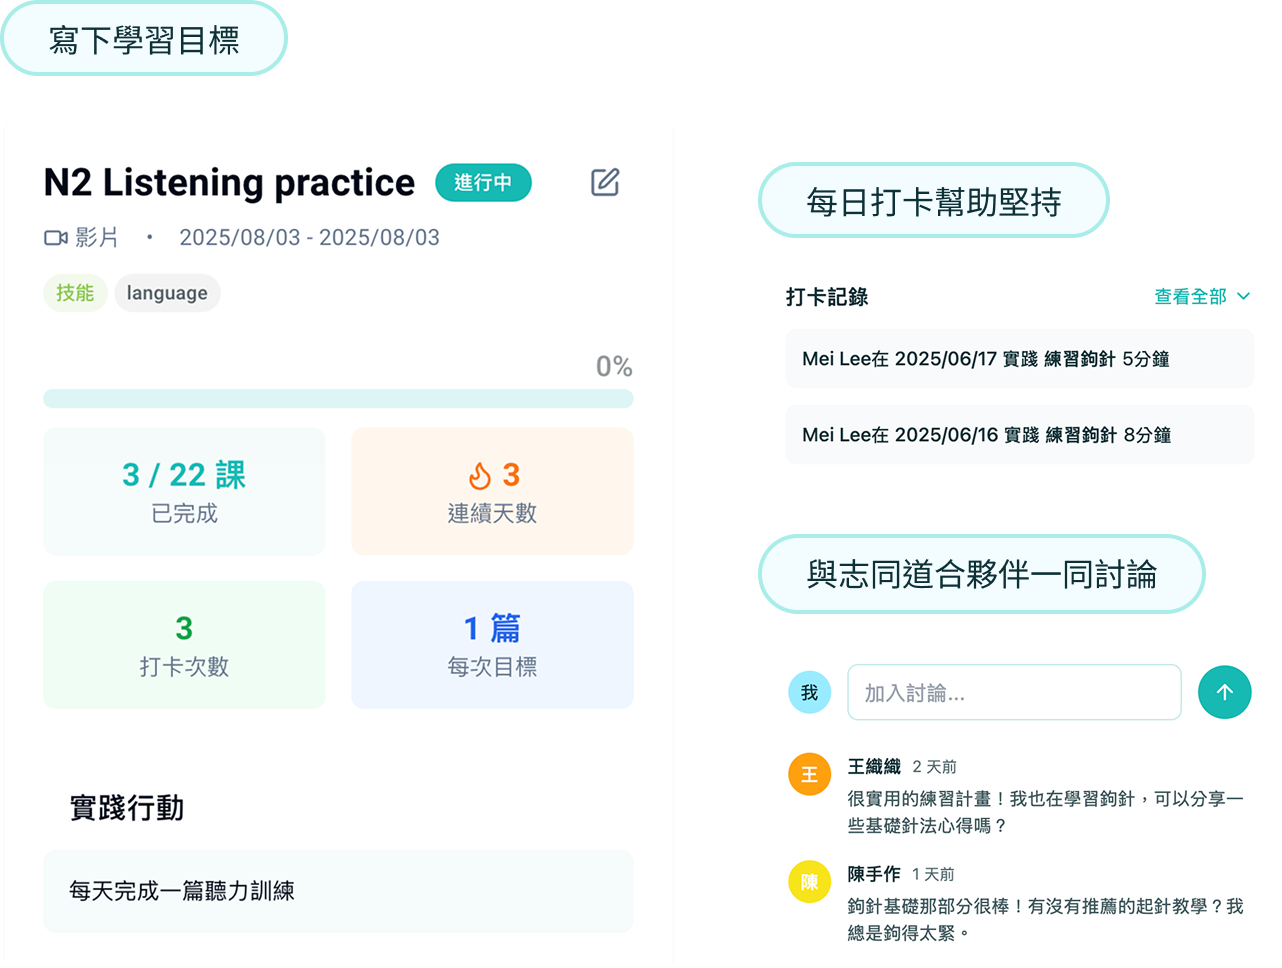 寫下學習目標
N2 Listening practice 進行中
影片 • 2025/08/03 - 2025/08/03
技能 language
0%
3 / 22 課
已完成
3
連續天數
3
打卡次數
1 篇
每次目標
實踐行動
每天完成一篇聽力訓練
每日打卡幫助堅持
打卡記錄 查看全部
Mei Lee在 2025/06/17 實踐 練習鉤針 5分鐘
Mei Lee在 2025/06/16 實踐 練習鉤針 8分鐘
與志同道合夥伴一同討論
我 加入討論...
王 王織織 2 天前
很實用的練習計畫！我也在學習鉤針，可以分享一
些基礎針法心得嗎？
陳 陳手作 1 天前
鉤針基礎那部分很棒！有沒有推薦的起針教學？我
總是鉤得太緊。